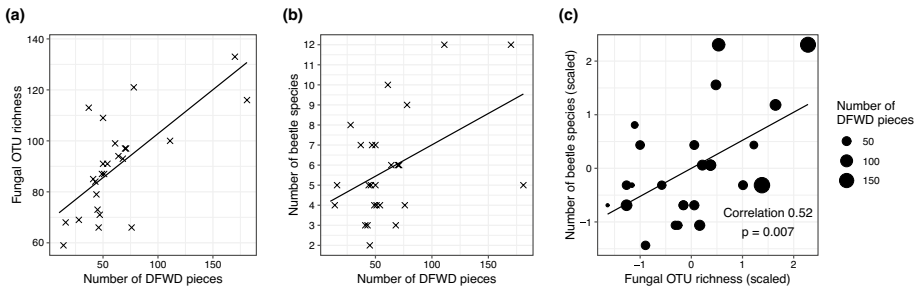 (a)
140
120
100
80
60
Fungal OTU richness
50
100
150
Number of DFWD pieces
(b)
12
11
10
9
8
7
6
5
4
3
2
Number of beetle species
50
100
150
Number of DFWD pieces
(c)
2
1
0
−1
Number of beetle species (scaled)
Correlation 0.52
p = 0.007
−1
0
1
2
Fungal OTU richness (scaled)
Number of
DFWD pieces
50
100
150